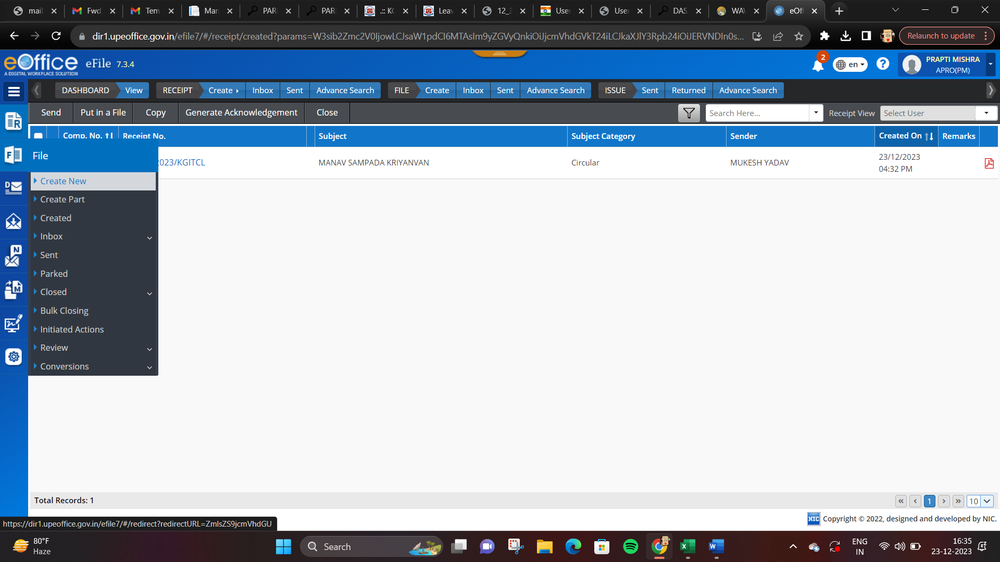 mail
Fwd
Tem
Man
PAR
PAR
.:: KG
Leav
12_3
User
User
DAS
WAV
eOff
dir1.upeoffice.gov.in/efile7/#/receipt/created?params=W3sib2Zmc2V0IjowLCJsaW1pdCI6MTAsIm9yZGVyQnkiOiJjcmVhdGVkT24iLCJkaXJlY3Rpb24iOiJERVNDIn0s...
Relaunch to update
eOffice
A DIGITAL WORKPLACE SOLUTION
eFile 7.3.4
2
en
?
PRAPTI MISHRA
APRO(PM)
DASHBOARD View RECEIPT Create Inbox Sent Advance Search FILE Create Inbox Sent Advance Search ISSUE Sent Returned Advance Search
Send Put in a File Copy Generate Acknowledgement Close Search Here... Receipt View Select User
Comp. No. Receipt No. Subject Subject Category Sender Created On Remarks
2023/KGITCL MANAV SAMPADA KRIYANVAN Circular MUKESH YADAV 23/12/2023
04:32 PM
R
F
D
N
M
File
Create New
Create Part
Created
Inbox
Sent
Parked
Closed
Bulk Closing
Initiated Actions
Review
Conversions
Total Records: 1
« ‹ 1 › » 10
https://dir1.upeoffice.gov.in/efile7/#/redirect?redirectURL=ZmlsZS9jcmVhdGU
NIC Copyright © 2022, designed and developed by NIC.
80°F
Haze
Search
X
W
ENG
IN
16:35
23-12-2023